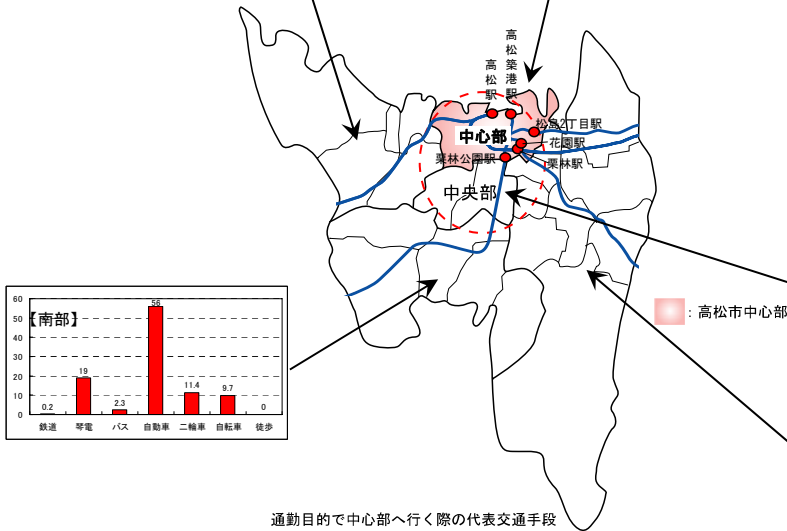 高松築港駅
高松駅
松島2丁目駅
中心部
花園駅
栗林公園駅
栗林駅
中央部
：高松市中心部
【南部】
60
50
40
30
20
10
0
0.2
19
2.3
56
11.4
9.7
0
鉄道 琴電 バス 自動車 二輪車 自転車 徒歩
通勤目的で中心部へ行く際の代表交通手段